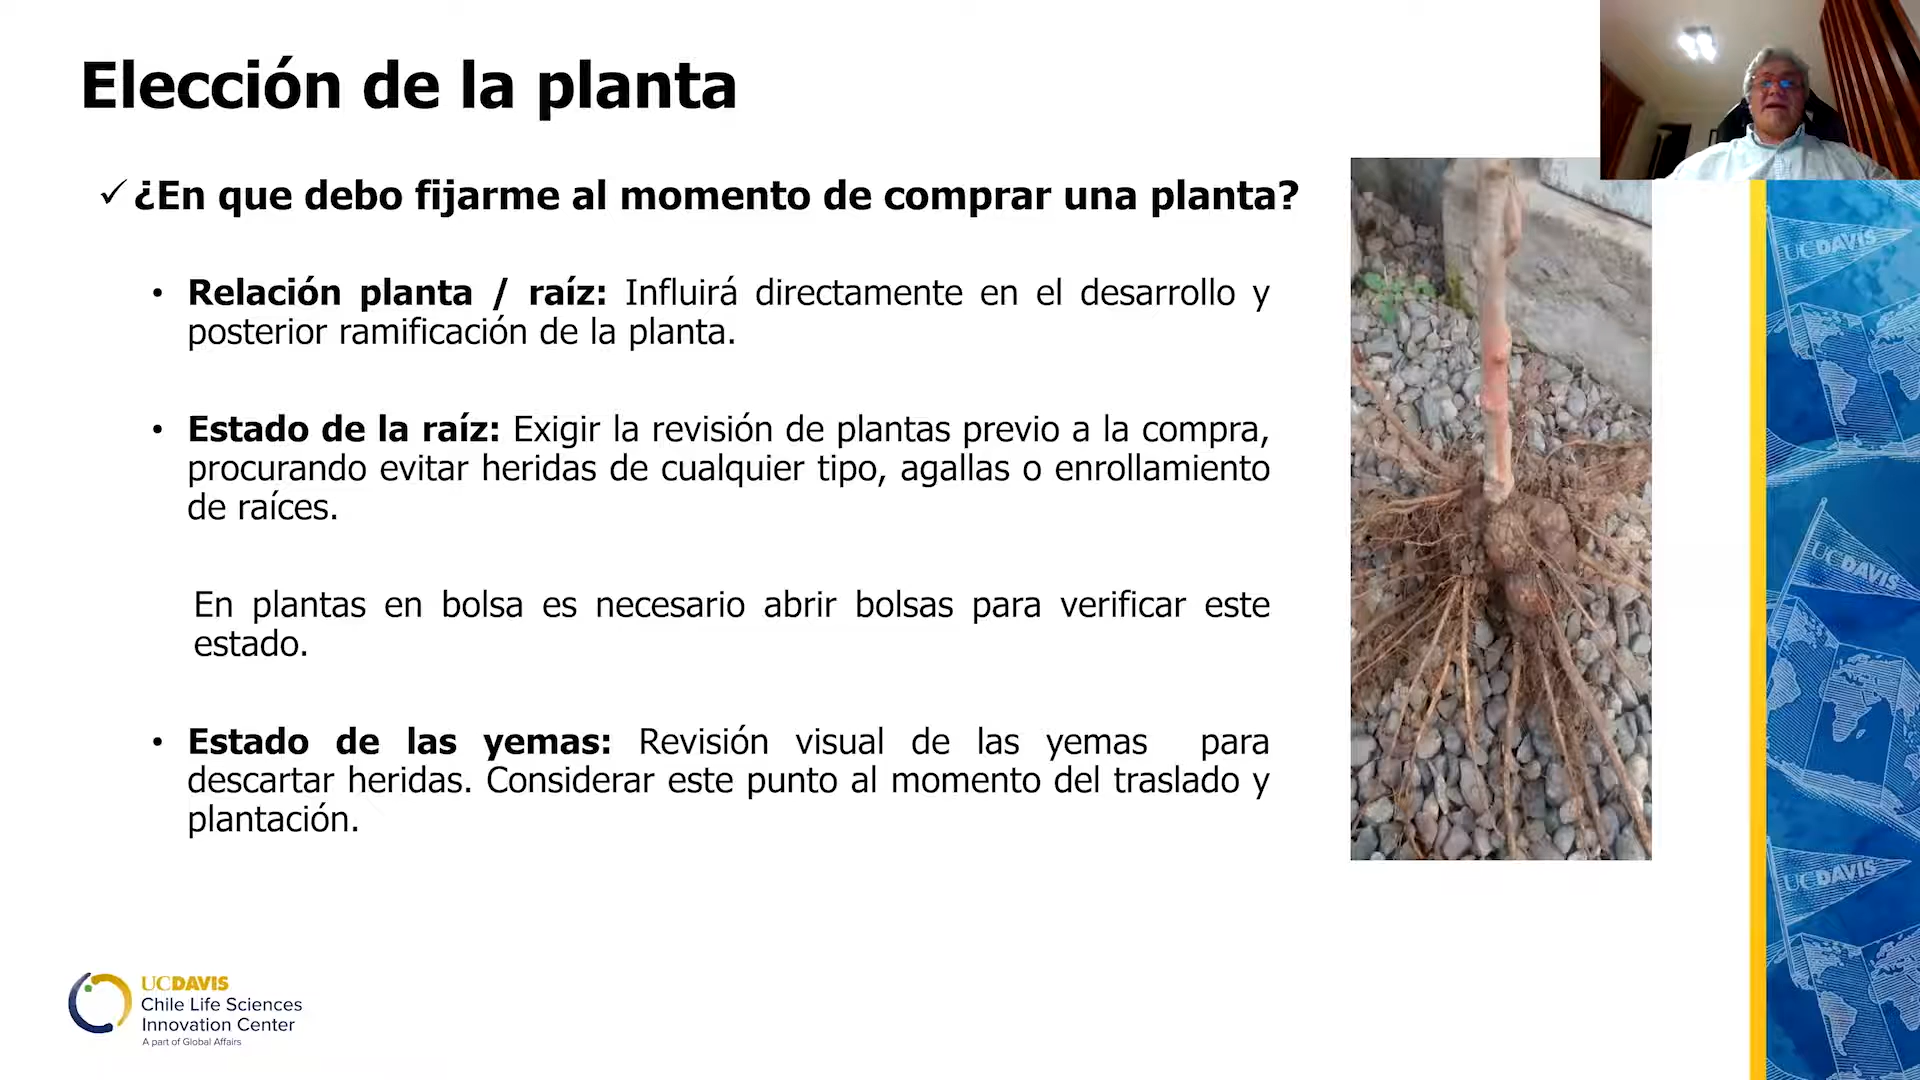 Elección de la planta
✓ ¿En que debo fijarme al momento de comprar una planta?
• Relación planta / raíz: Influirá directamente en el desarrollo y
posterior ramificación de la planta.
• Estado de la raíz: Exigir la revisión de plantas previo a la compra,
procurando evitar heridas de cualquier tipo, agallas o enrollamiento
de raíces.
En plantas en bolsa es necesario abrir bolsas para verificar este
estado.
• Estado de las yemas: Revisión visual de las yemas para
descartar heridas. Considerar este punto al momento del traslado y
plantación.
UCDAVIS
Chile Life Sciences
Innovation Center
A part of Global Affairs
UC DAVIS
UC DAVIS
UC DAVIS